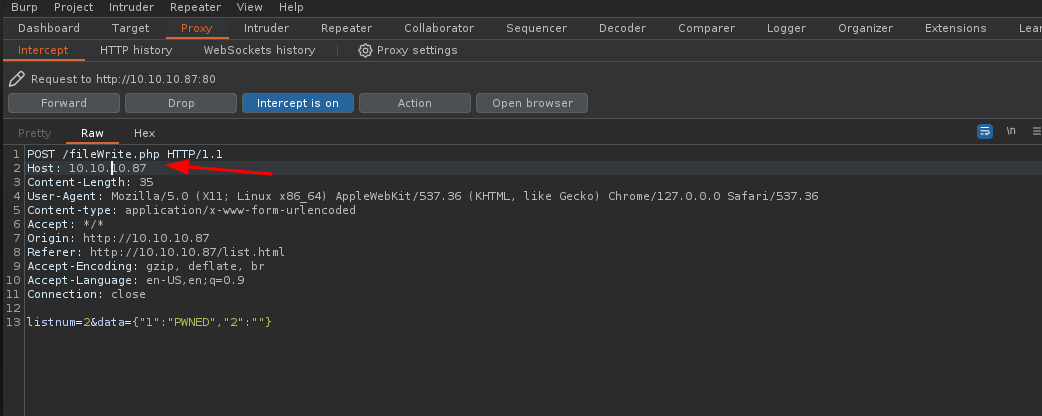 Burp Project Intruder Repeater View Help
Dashboard Target Proxy Intruder Repeater Collaborator Sequencer Decoder Comparer Logger Organizer Extensions Lear
Intercept HTTP history WebSockets history Proxy settings
Request to http://10.10.10.87:80
Forward Drop Intercept is on Action Open browser
Pretty Raw Hex \n
1 POST /fileWrite.php HTTP/1.1
2 Host: 10.10.10.87
3 Content-Length: 35
4 User-Agent: Mozilla/5.0 (X11; Linux x86_64) AppleWebKit/537.36 (KHTML, like Gecko) Chrome/127.0.0.0 Safari/537.36
5 Content-type: application/x-www-form-urlencoded
6 Accept: */*
7 Origin: http://10.10.10.87
8 Referer: http://10.10.10.87/list.html
9 Accept-Encoding: gzip, deflate, br
10 Accept-Language: en-US,en;q=0.9
11 Connection: close
12
13 listnum=2&data={"1":"PWNED","2":""}